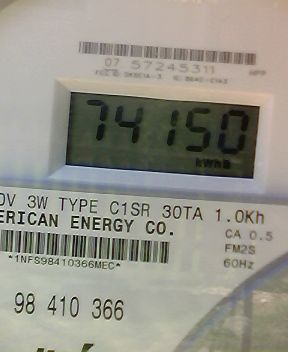 07 57245311
74150
kWh
0V 3W TYPE C1SR 30TA 1.0Kh
ERICAN ENERGY CO.
CA 0.5
FM2S
*1NFS98410366MEC*
60Hz
98 410 366